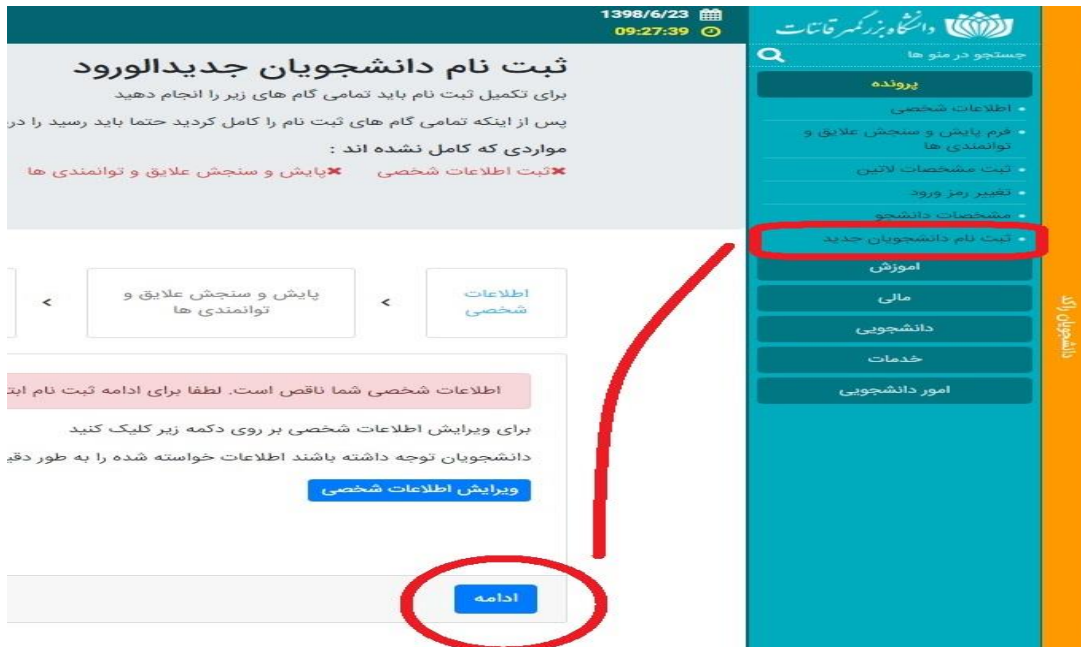 دانشگاه بزرگمهر قائنات
جستجو در منو ها
پرونده
اطلاعات شخصی
فرم پایش و سنجش علایق و
توانمندی ها
ثبت مشخصات لاتین
تغییر رمز ورود
مشخصات دانشجو
ثبت نام دانشجویان جدید
اموزش
مالی
دانشجویی
خدمات
امور دانشجویی
دانشجویان راکد
1398/6/23
09:27:39
ثبت نام دانشجویان جدیدالورود
برای تکمیل ثبت نام باید تمامی گام های زیر را انجام دهید
پس از اینکه تمامی گام های ثبت نام را کامل کردید حتما باید رسید را
مواردی که کامل نشده اند :
✖ثبت اطلاعات شخصی ✖پایش و سنجش علایق و توانمندی ها
اطلاعات
شخصی
>
پایش و سنجش علایق و
توانمندی ها
>
اطلاعات شخصی شما ناقص است. لطفا برای ادامه ثبت نام
برای ویرایش اطلاعات شخصی بر روی دکمه زیر کلیک کنید
دانشجویان توجه داشته باشند اطلاعات خواسته شده را به طور
ویرایش اطلاعات شخصی
ادامه